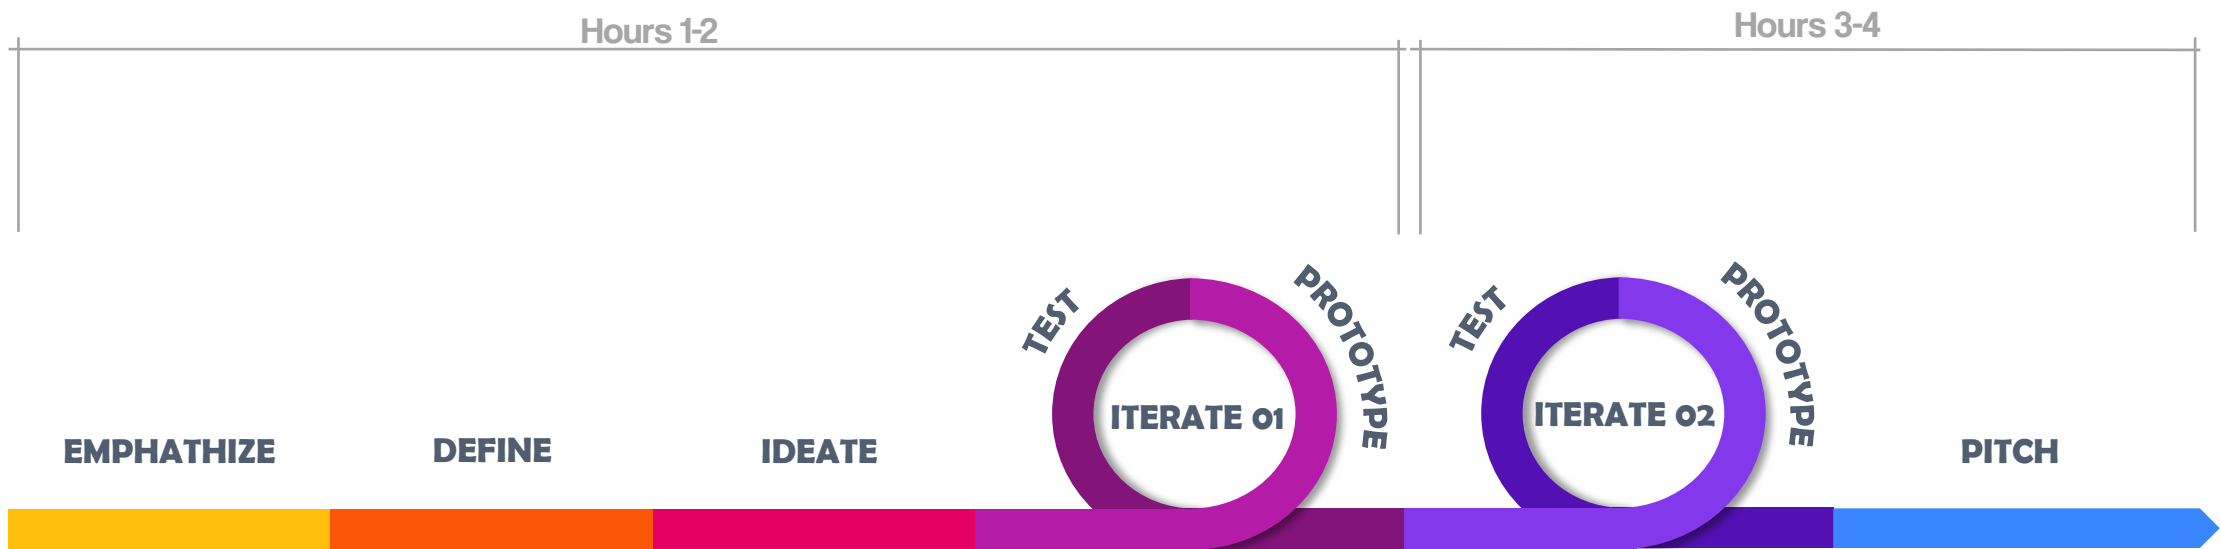 Hours 1-2
Hours 3-4
EMPHATHIZE
DEFINE
IDEATE
TEST
PROTOTYPE
ITERATE 01
TEST
PROTOTYPE
ITERATE 02
PITCH